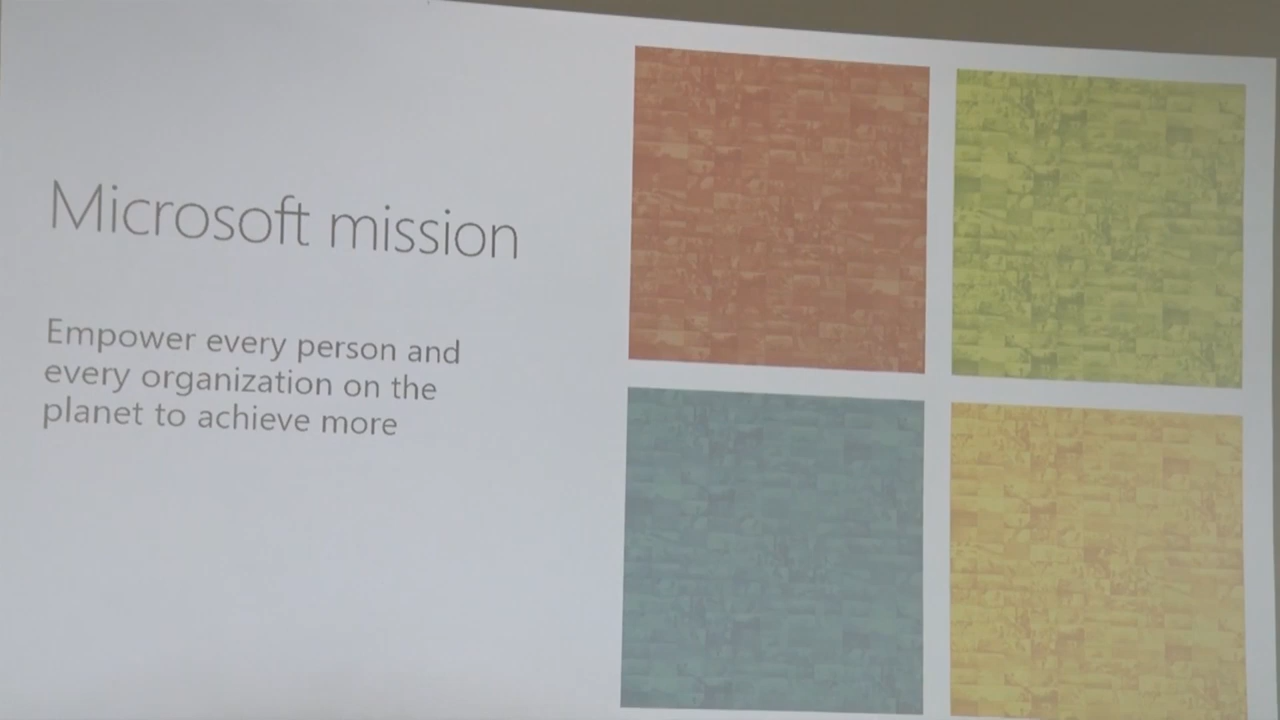 Microsoft mission
Empower every person and
every organization on the
planet to achieve more